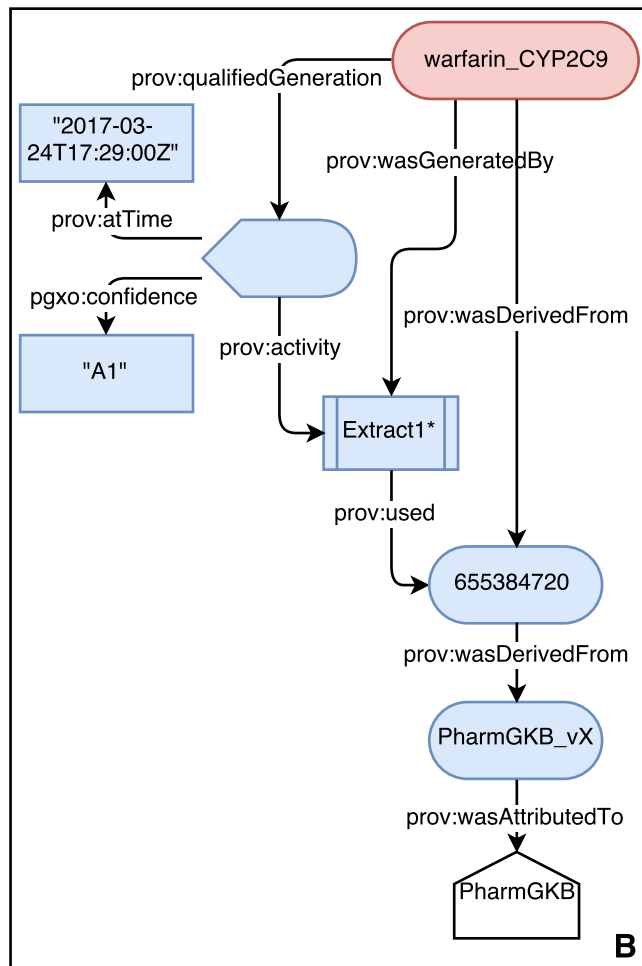 warfarin_CYP2C9
prov:qualifiedGeneration
"2017-03-
24T17:29:00Z"
prov:wasGeneratedBy
prov:atTime
pgxo:confidence
prov:wasDerivedFrom
prov:activity
"A1"
Extract1*
prov:used
655384720
prov:wasDerivedFrom
PharmGKB_vX
prov:wasAttributedTo
PharmGKB
B